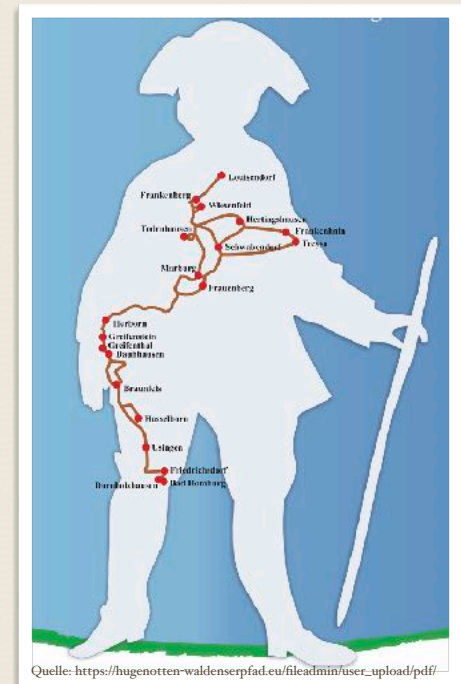 Louisendorf
Frankenberg
Wiesenfeld
Hertingshausen
Todenhausen
Frankenhain
Treysa
Schwabendorf
Marburg
Frauenberg
Herborn
Greifenstein
Greifenthal
Daubhausen
Braunfels
Hasselborn
Usingen
Friedrichsdorf
Dornholzhausen
Bad Homburg
Quelle: https://hugenotten-waldenserpfad.eu/fileadmin/user_upload/pdf/